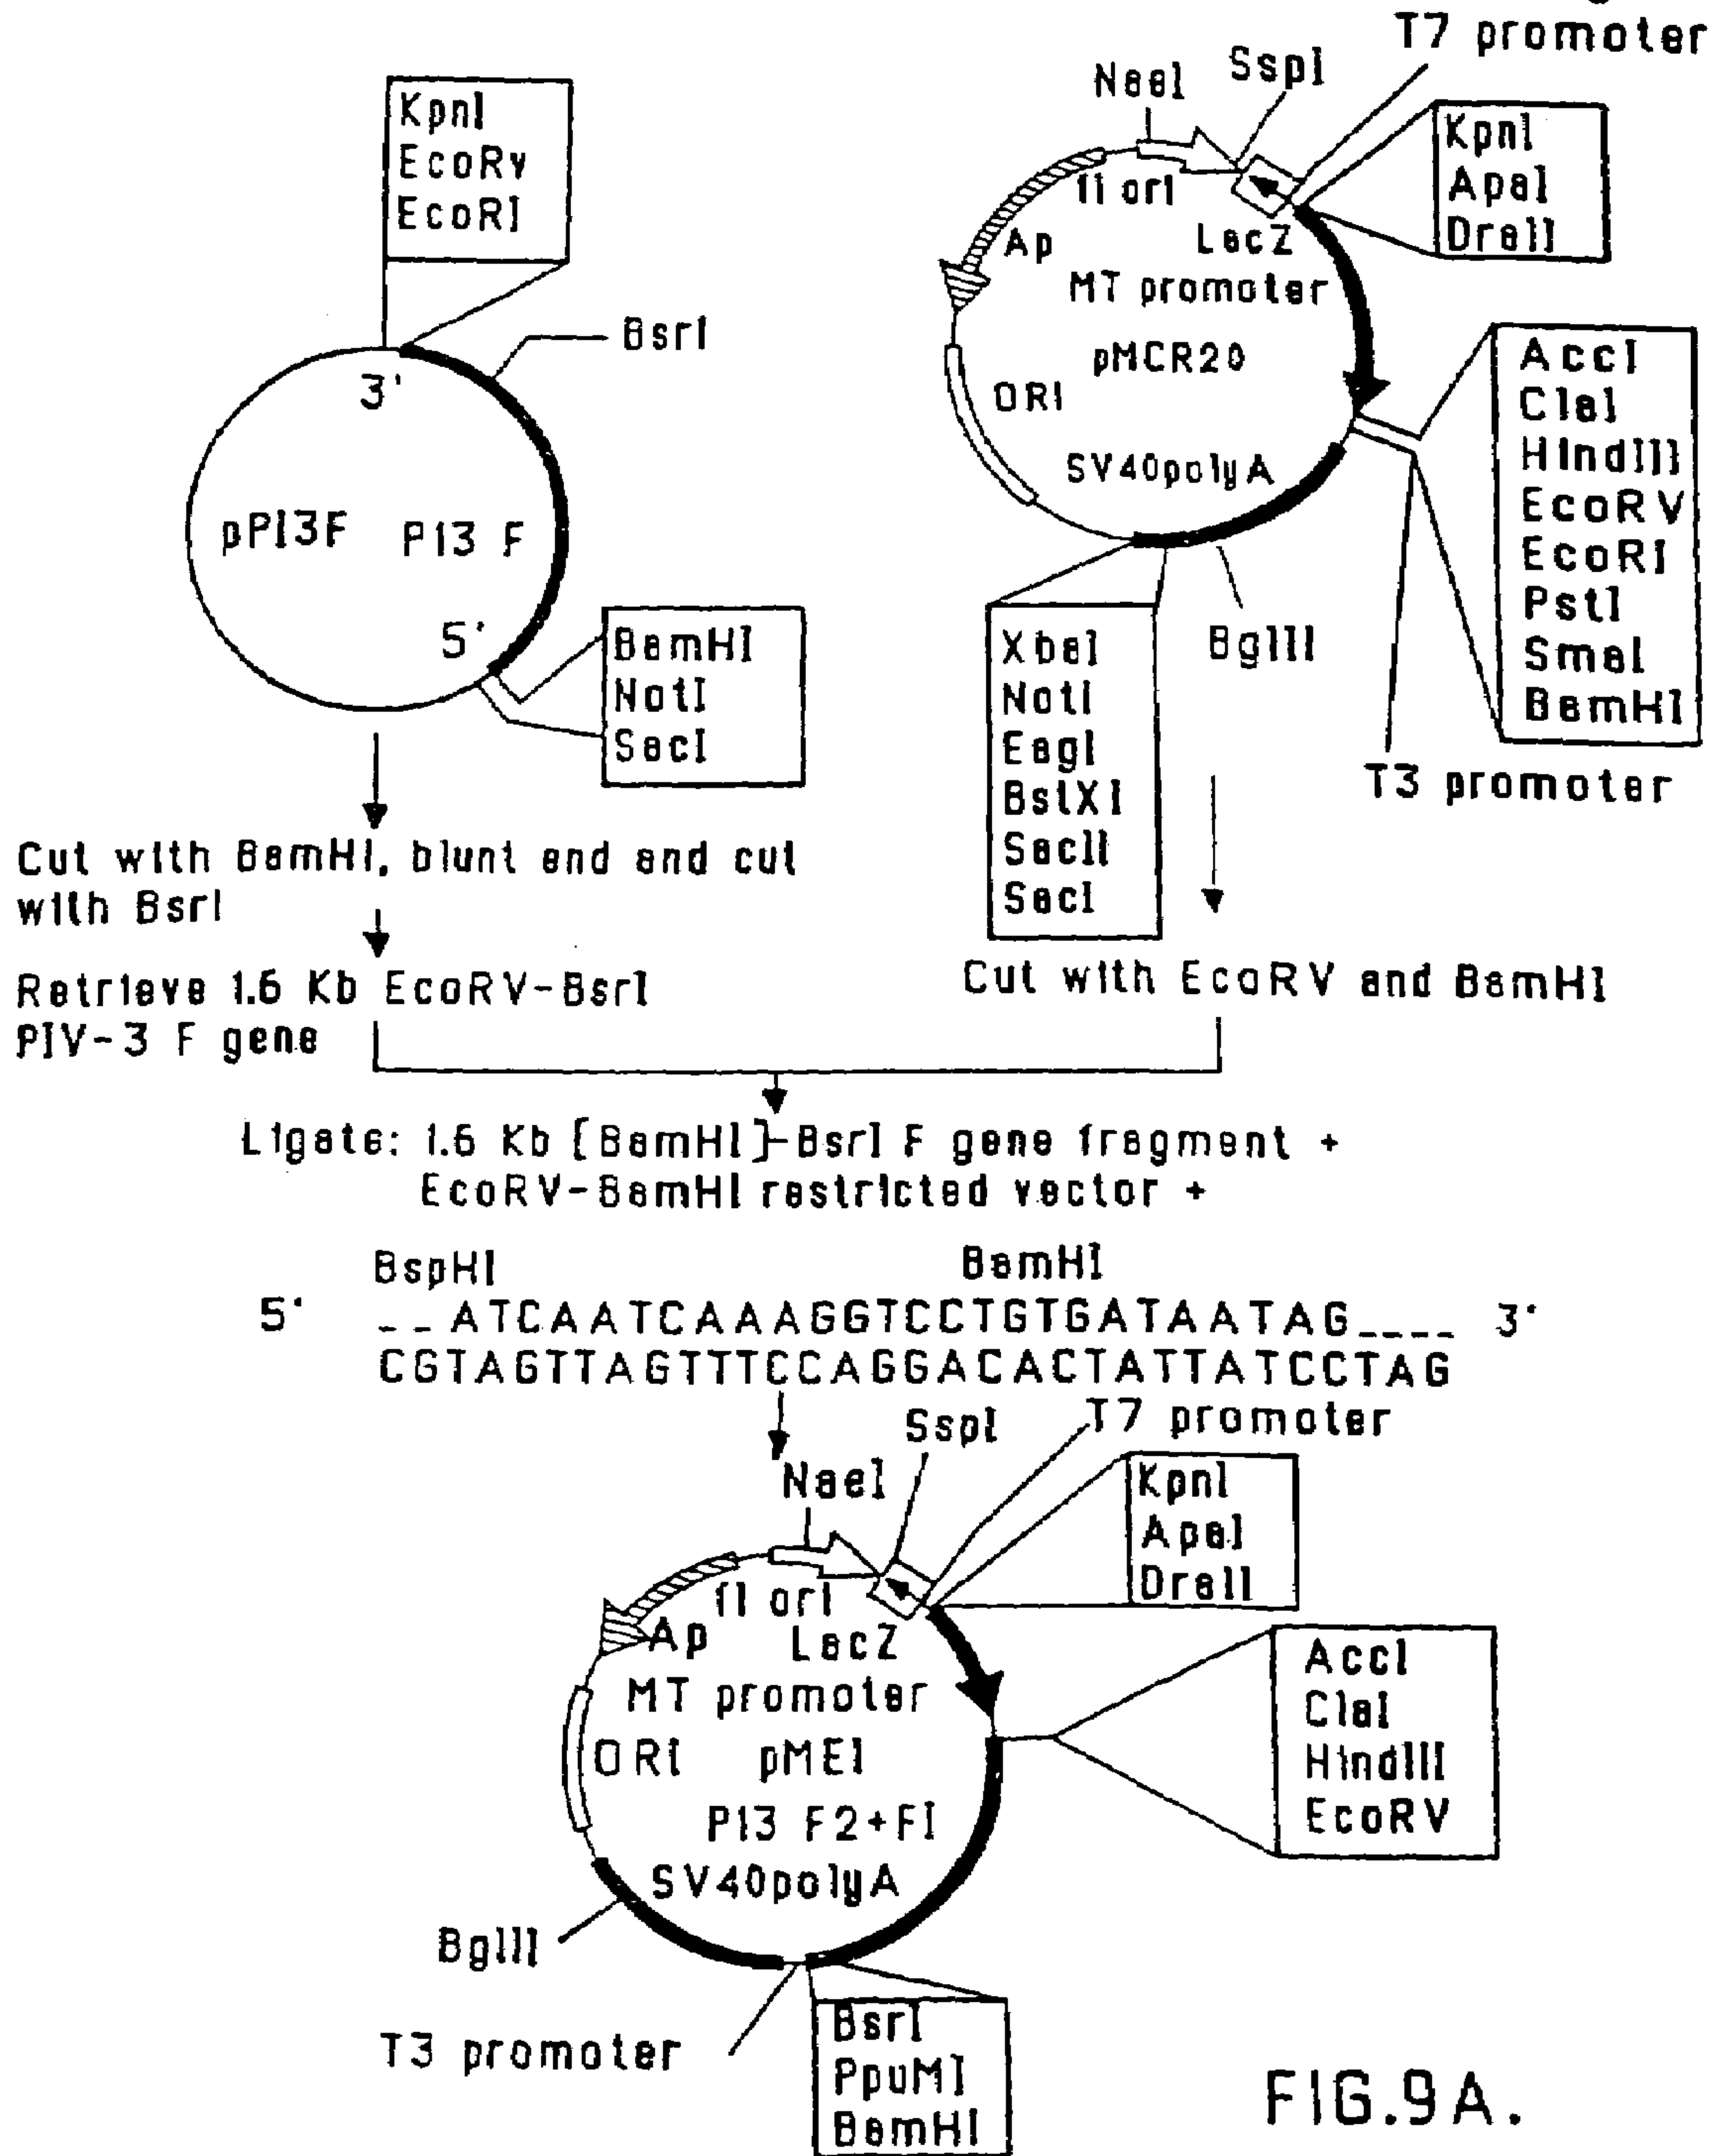 T7 promoter
NaeI
SspI
KpnI
EcoRV
EcoRI
KpnI
ApaI
DraII
f1 ori
Ap
LacZ
MT promoter
BsrI
pMCR20
3'
ORI
AccI
ClaI
HindIII
EcoRV
EcoRI
PstI
SmaI
BamHI
SV40polyA
pPI3F
PI3 F
5'
BamHI
NotI
SacI
XbaI
NotI
EagI
BstXI
SacII
SacI
BglII
T3 promoter
Cut with BamHI, blunt end and cut
with BsrI
Retrieve 1.6 Kb EcoRV-BsrI
PIV-3 F gene
Cut with EcoRV and BamHI
Ligate: 1.6 Kb [BamHI]-BsrI F gene fragment +
EcoRV-BamHI restricted vector +
BspHI
BamHI
5' _ _ ATCAATCAAAGGTCCTGTGATAATAG____ 3'
CGTAGTTAGTTTCCAGGACACTATTATCCTAG
SspI
T7 promoter
NaeI
KpnI
ApaI
DraII
f1 ori
Ap
LacZ
MT promoter
AccI
ClaI
HindIII
EcoRV
ORI
pME1
PI3 F2+F1
SV40polyA
BglII
T3 promoter
BsrI
PpuMI
BamHI
FIG.9A.